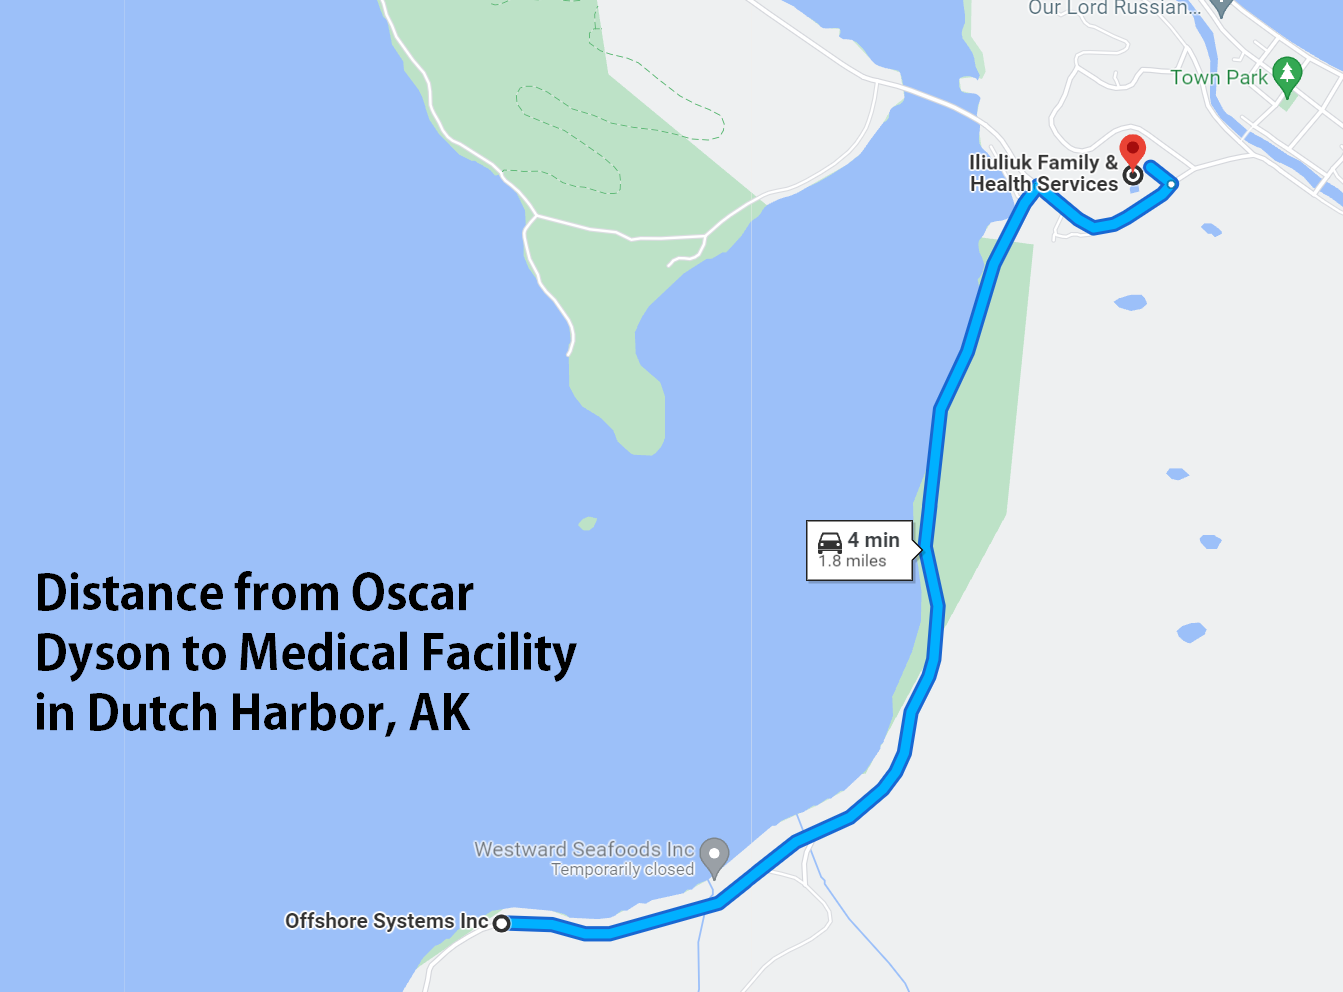 Our Lord Russian...
Town Park
Iliuliuk Family &
Health Services
4 min
1.8 miles
Distance from Oscar
Dyson to Medical Facility
in Dutch Harbor, AK
Westward Seafoods Inc
Temporarily closed
Offshore Systems Inc